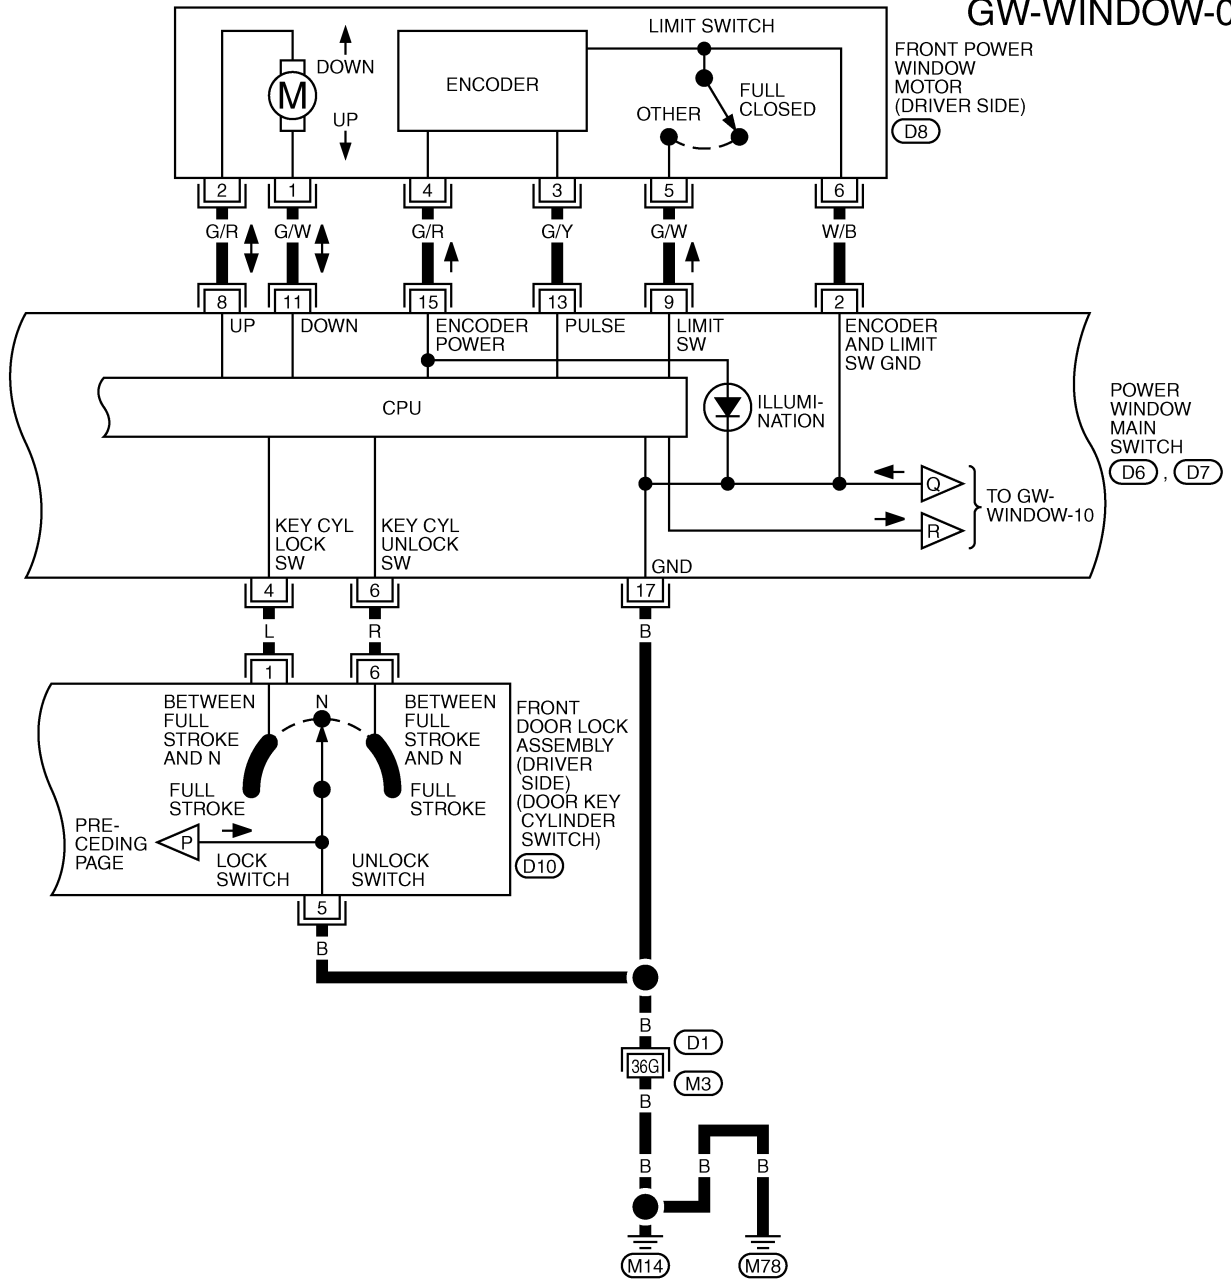 GW-WINDOW-0
LIMIT SWITCH
DOWN
M
UP
ENCODER
FULL
CLOSED
OTHER
FRONT POWER
WINDOW
MOTOR
(DRIVER SIDE)
D8
2 1 4 3 5 6
G/R G/W G/R G/Y G/W W/B
8 11 15 13 9 2
UP
DOWN
ENCODER
POWER
PULSE
LIMIT
SW
ENCODER
AND LIMIT
SW GND
CPU
ILLUMI-
NATION
POWER
WINDOW
MAIN
SWITCH
D6 , D7
Q
R
TO GW-
WINDOW-10
KEY CYL
LOCK
SW
KEY CYL
UNLOCK
SW
GND
4 6 17
L R B
1 6
BETWEEN
FULL
STROKE
AND N
N
BETWEEN
FULL
STROKE
AND N
FULL
STROKE
FULL
STROKE
FRONT
DOOR LOCK
ASSEMBLY
(DRIVER
SIDE)
(DOOR KEY
CYLINDER
SWITCH)
D10
PRE-
CEDING
PAGE
P
LOCK
SWITCH
UNLOCK
SWITCH
5
B
B
D1
36G
M3
B
B B B
M14 M78